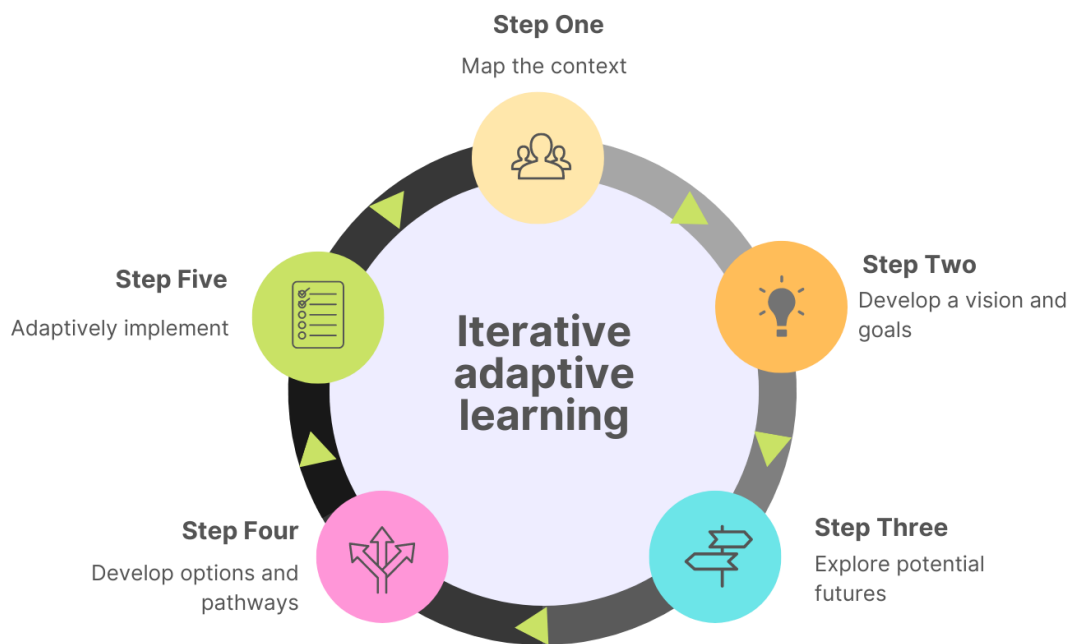 Step One
Map the context
Step Two
Develop a vision and
goals
Step Three
Explore potential
futures
Step Four
Develop options and
pathways
Step Five
Adaptively implement
Iterative
adaptive
learning